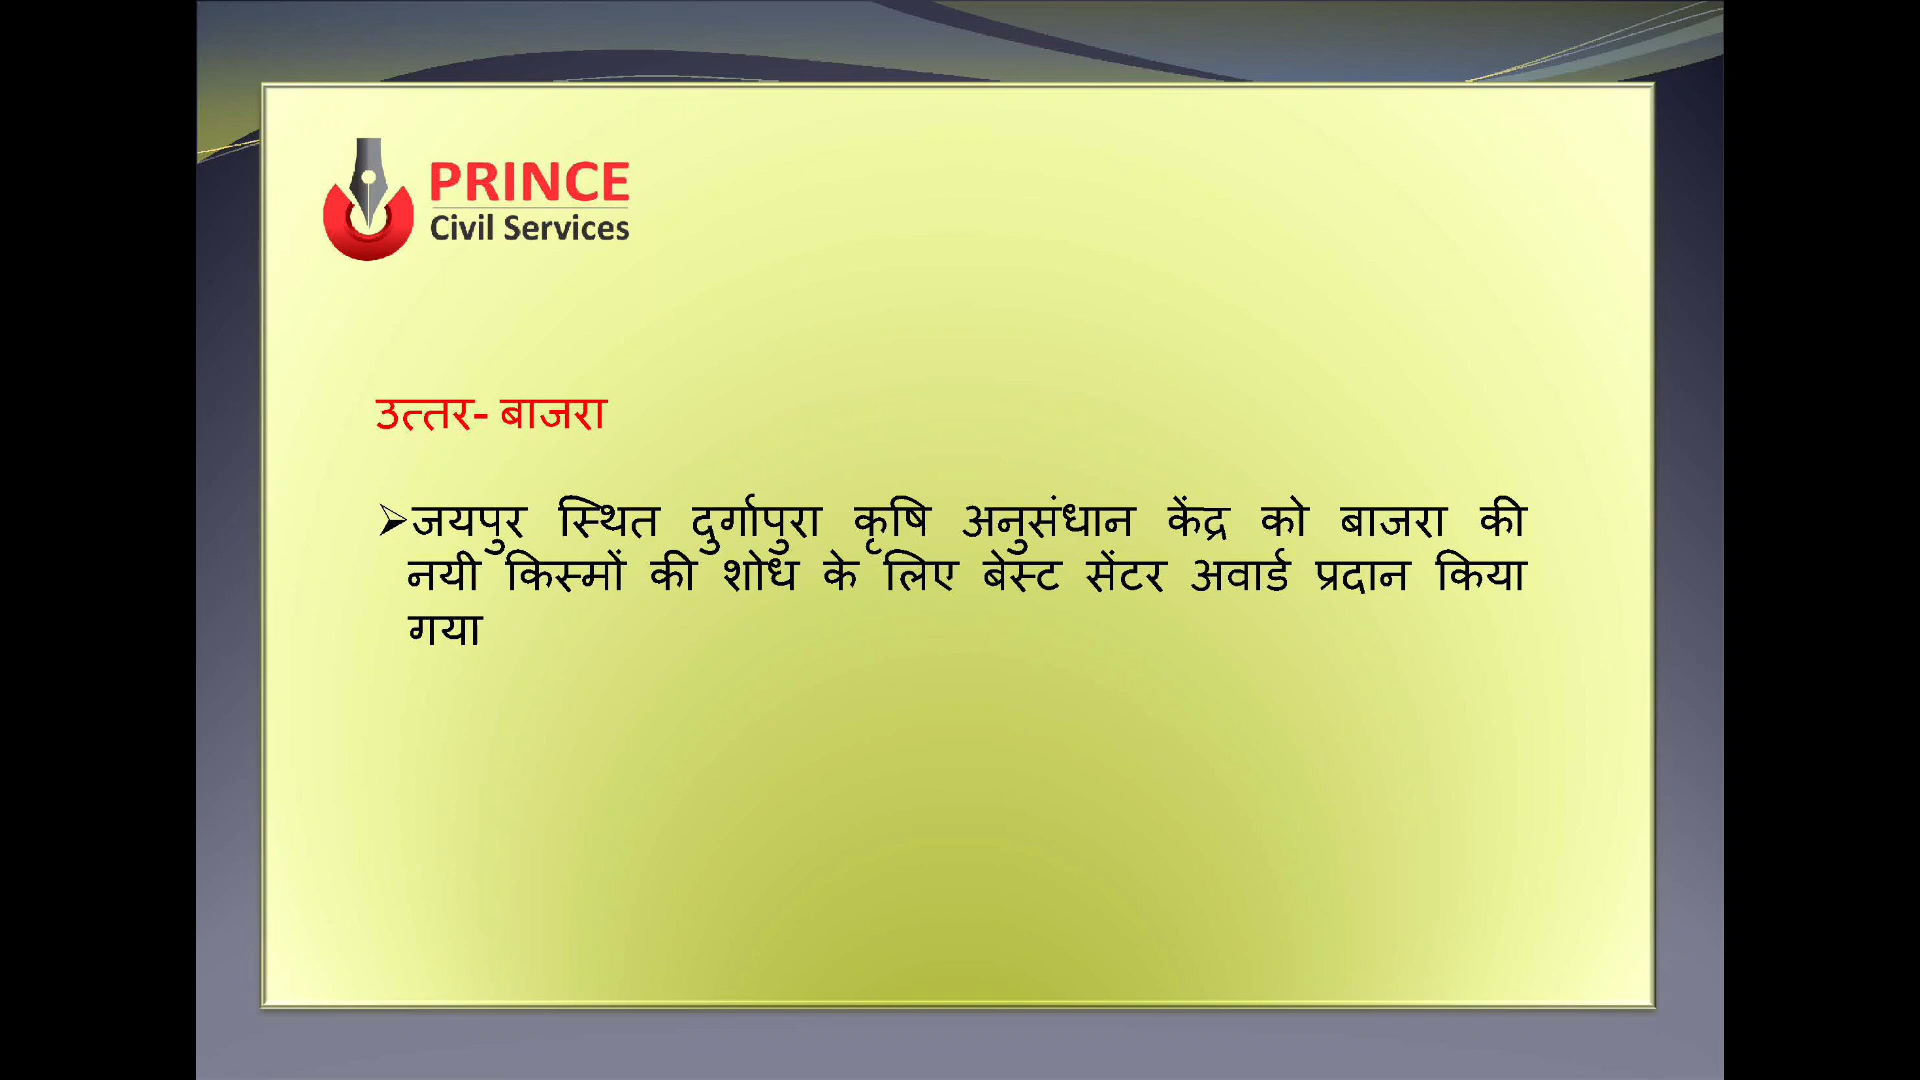 PRINCE
Civil Services
उत्तर- बाजरा
➢जयपुर स्थित दुर्गापुरा कृषि अनुसंधान केंद्र को बाजरा की
नयी किस्मों की शोध के लिए बेस्ट सेंटर अवार्ड प्रदान किया
गया